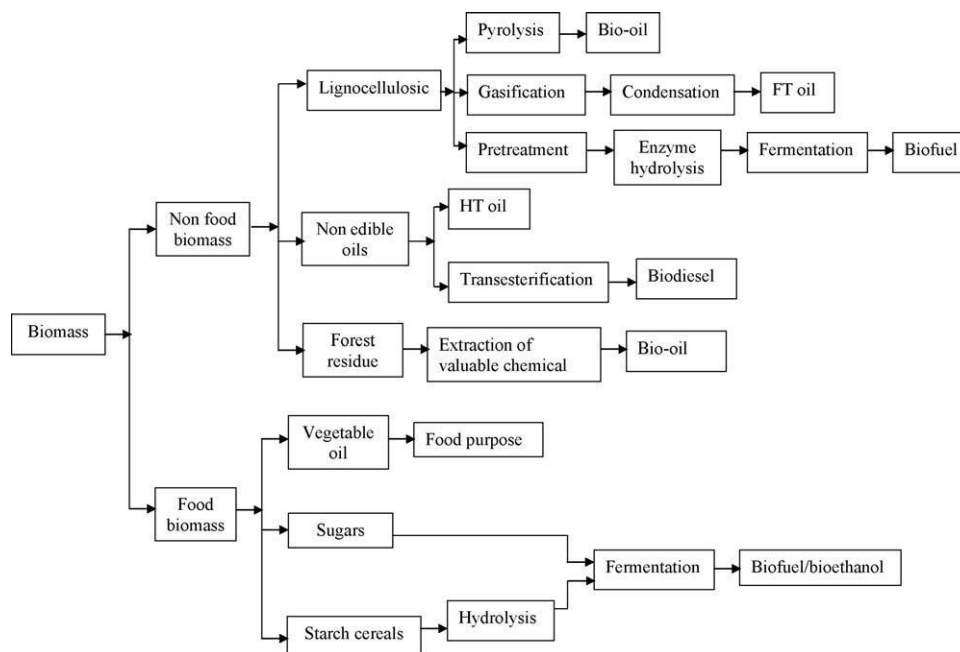 Pyrolysis
Bio-oil
Lignocellulosic
Gasification
Condensation
FT oil
Pretreatment
Enzyme
hydrolysis
Fermentation
Biofuel
Non food
biomass
Non edible
oils
HT oil
Transesterification
Biodiesel
Biomass
Forest
residue
Extraction of
valuable chemical
Bio-oil
Vegetable
oil
Food purpose
Food
biomass
Sugars
Fermentation
Biofuel/bioethanol
Hydrolysis
Starch cereals